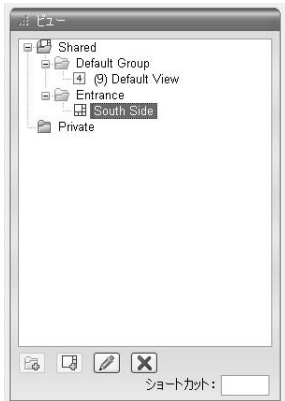 ビュー
Shared
Default Group
4 (9) Default View
Entrance
South Side
Private
ショートカット：